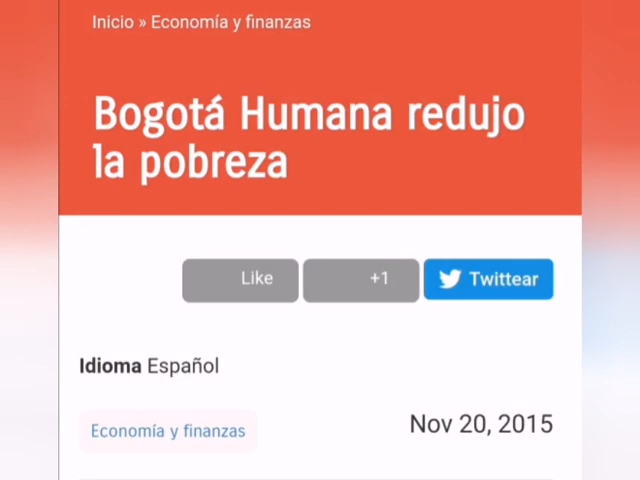 Inicio » Economía y finanzas
Bogotá Humana redujo
la pobreza
Like
+1
Twittear
Idioma Español
Economía y finanzas
Nov 20, 2015